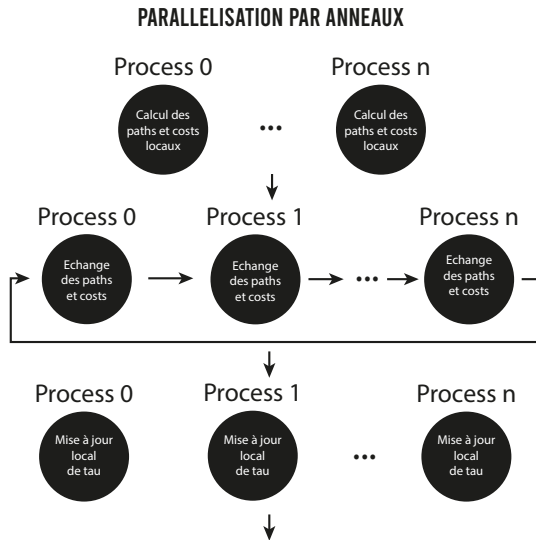 PARALLELISATION PAR ANNEAUX
Process 0
Process n
Calcul des
paths et costs
locaux
...
Calcul des
paths et costs
locaux
Process 0
Process 1
Process n
Echange
des paths
et costs
Echange
des paths
et costs
...
Echange
des paths
et costs
Process 0
Process 1
Process n
Mise à jour
local
de tau
Mise à jour
local
de tau
...
Mise à jour
local
de tau